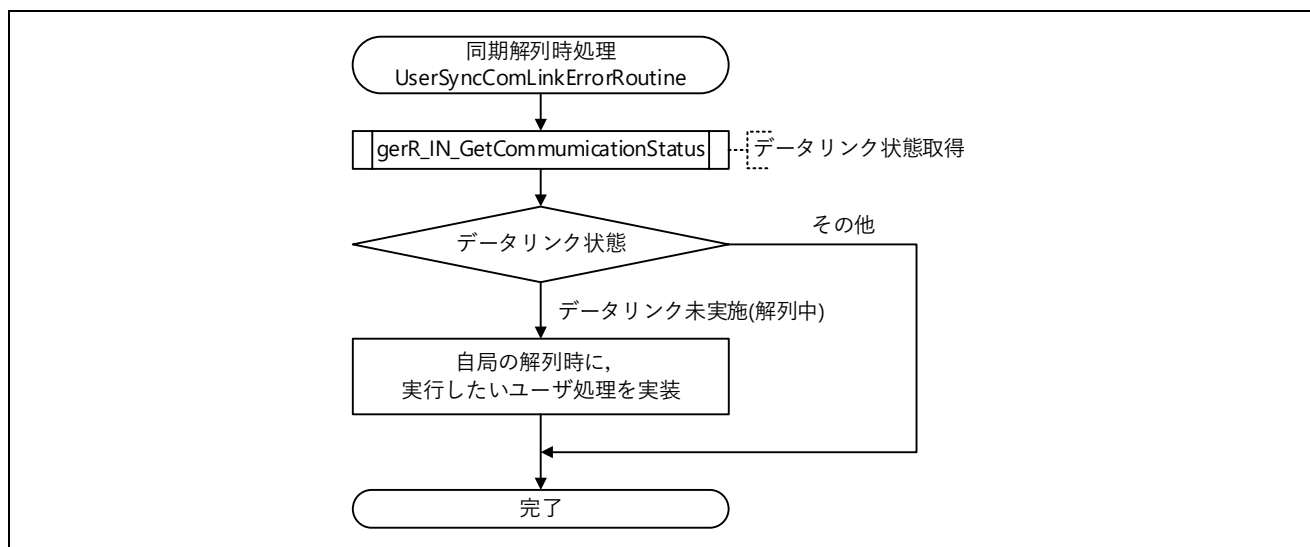 同期解列時処理
UserSyncComLinkErrorRoutine
gerR_IN_GetCommumicationStatus
データリンク状態取得
データリンク状態
その他
データリンク未実施(解列中)
自局の解列時に,
実行したいユーザ処理を実装
完了